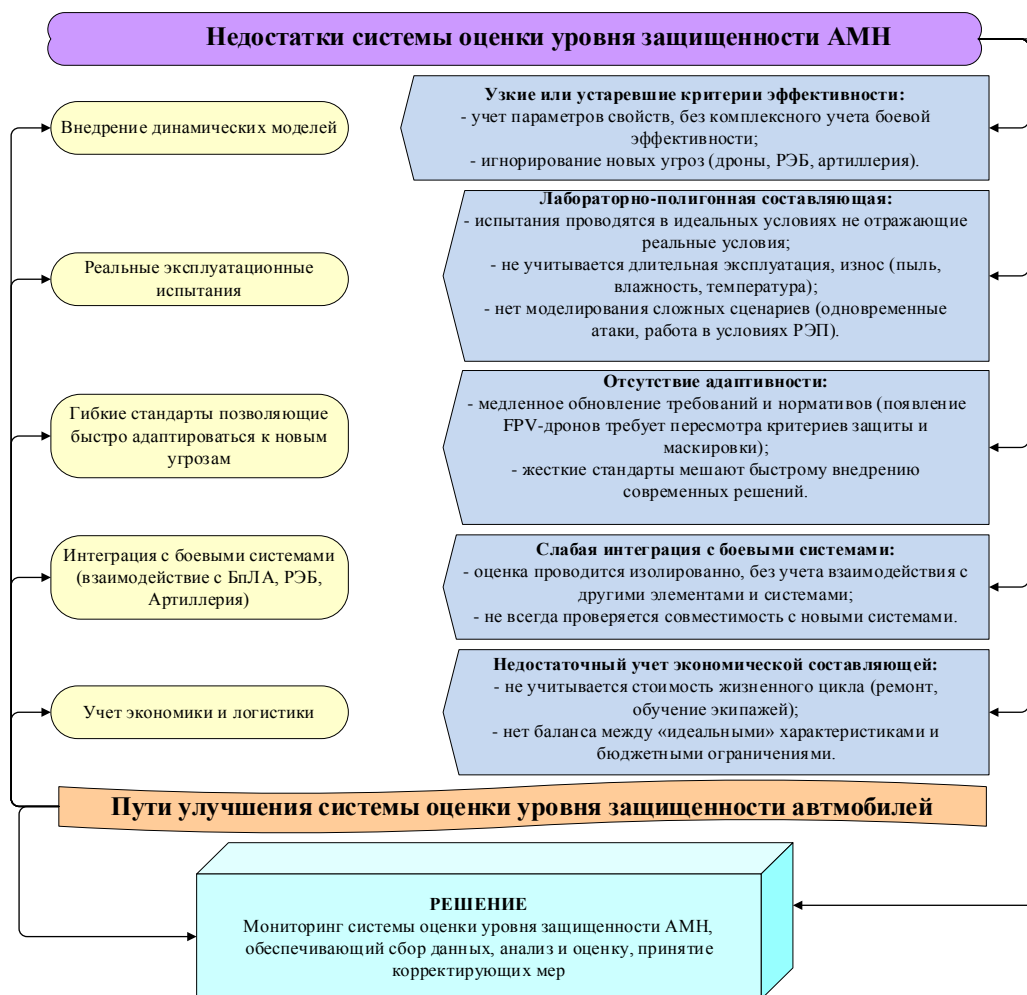 Недостатки системы оценки уровня защищенности АМН
Внедрение динамических моделей
Узкие или устаревшие критерии эффективности:
- учет параметров свойств, без комплексного учета боевой
эффективности;
- игнорирование новых угроз (дроны, РЭБ, артиллерия).
Реальные эксплуатационные
испытания
Лабораторно-полигонная составляющая:
- испытания проводятся в идеальных условиях не отражающие
реальные условия;
- не учитывается длительная эксплуатация, износ (пыль,
влажность, температура);
- нет моделирования сложных сценариев (одновременные
атаки, работа в условиях РЭП).
Гибкие стандарты позволяющие
быстро адаптироваться к новым
угрозам
Отсутствие адаптивности:
- медленное обновление требований и нормативов (появление
FPV-дронов требует пересмотра критериев защиты и
маскировки);
- жесткие стандарты мешают быстрому внедрению
современных решений.
Интеграция с боевыми системами
(взаимодействие с БпЛА, РЭБ,
Артиллерия)
Слабая интеграция с боевыми системами:
- оценка проводится изолированно, без учета взаимодействия с
другими элементами и системами;
- не всегда проверяется совместимость с новыми системами.
Учет экономики и логистики
Недостаточный учет экономической составляющей:
- не учитывается стоимость жизненного цикла (ремонт,
обучение экипажей);
- нет баланса между «идеальными» характеристиками и
бюджетными ограничениями.
Пути улучшения системы оценки уровня защищенности автмобилей
РЕШЕНИЕ
Мониторинг системы оценки уровня защищенности АМН,
обеспечивающий сбор данных, анализ и оценку, принятие
корректирующих мер